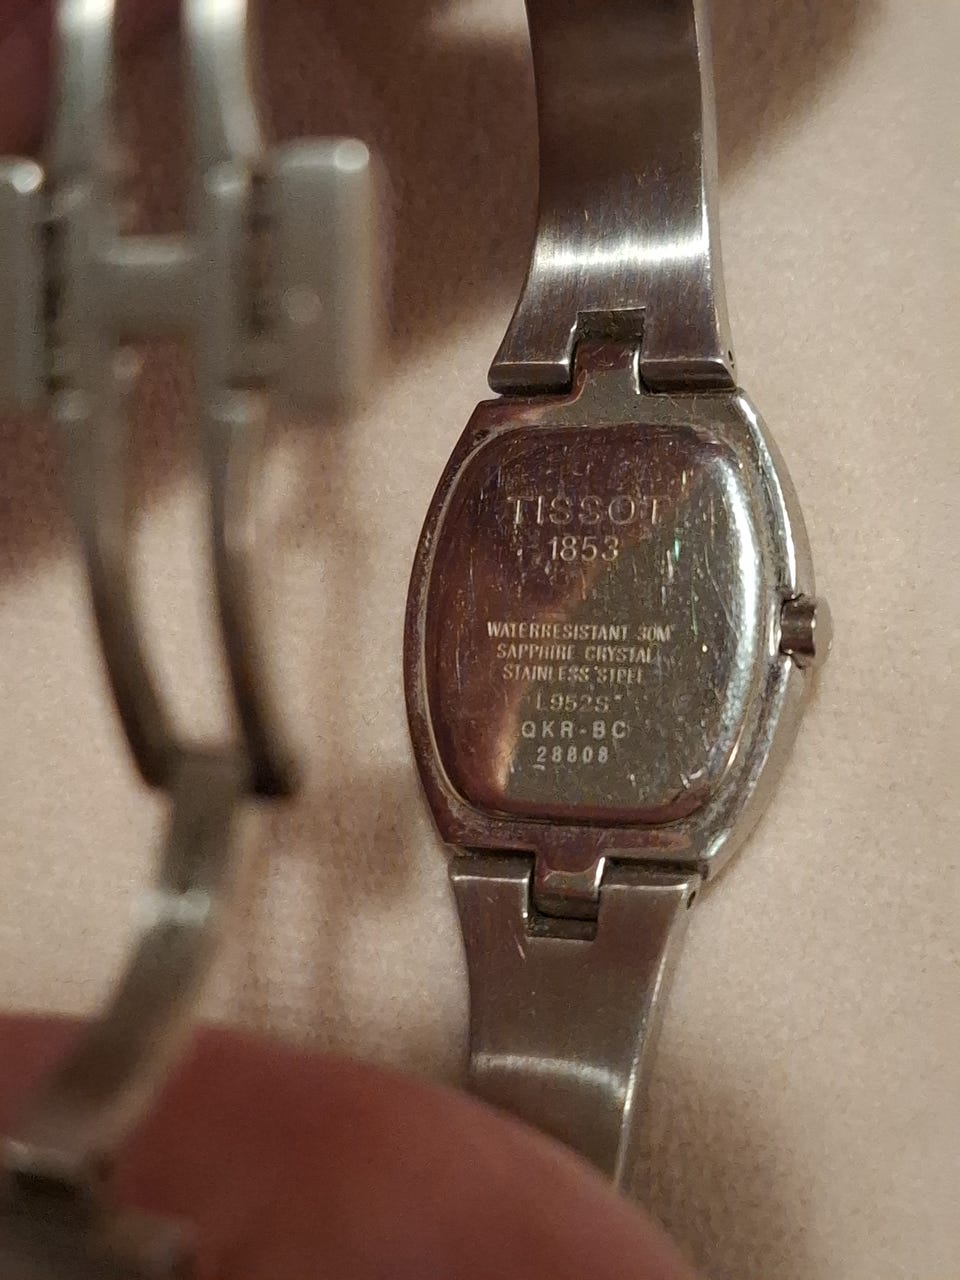 TISSOT
1853
WATERRESISTANT 30M
SAPPHIRE CRYSTAL
STAINLESS STEEL
L952S
QKR-BC
28808